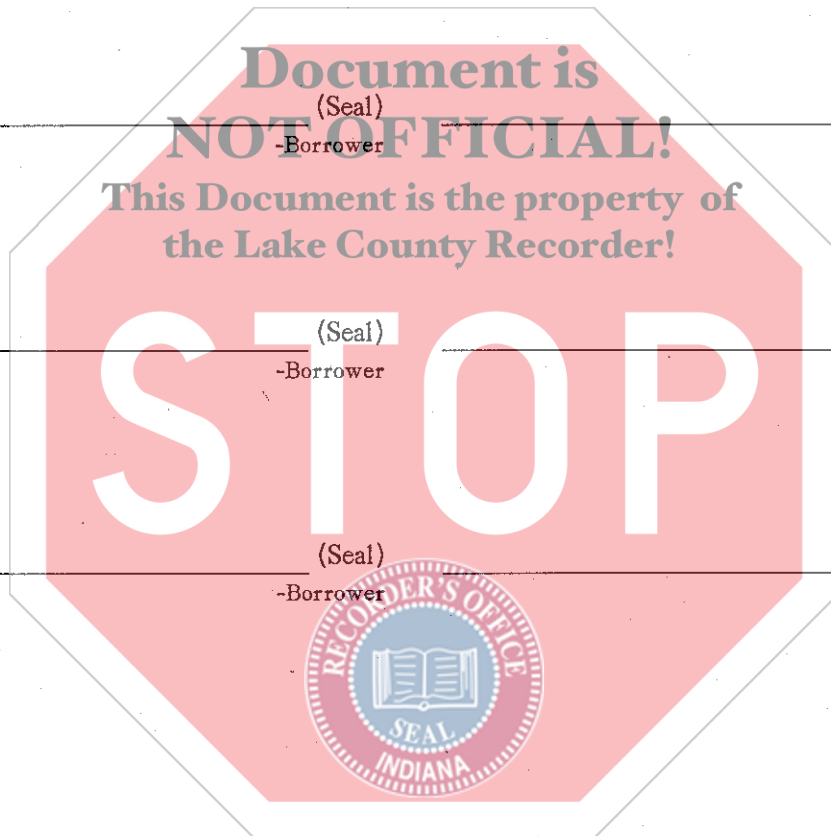 Document is
(Seal)
NOT OFFICIAL!
-Borrower
This Document is the property of
the Lake County Recorder!
(Seal)
-Borrower
STOP
(Seal)
-Borrower
RECORDER'S OFFICE
SEAL
INDIANA